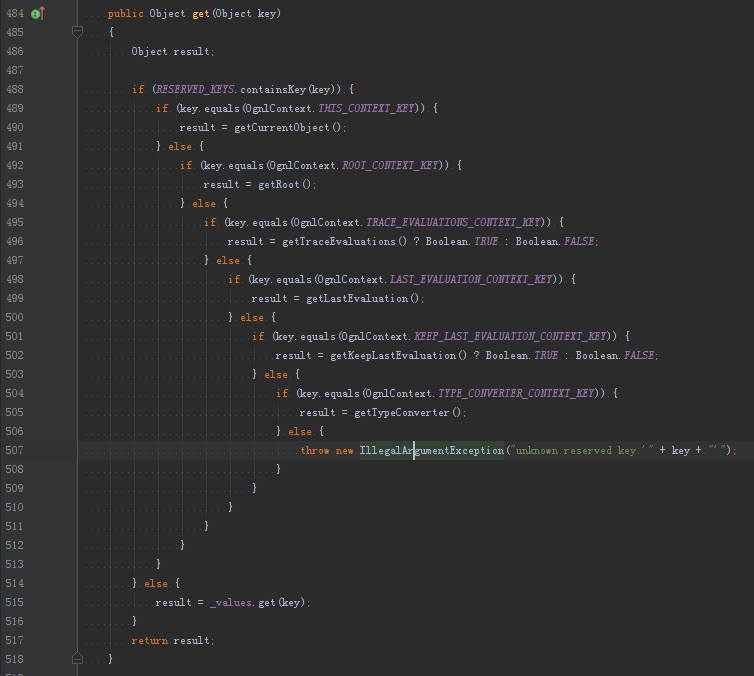 484 public Object get(Object key)
485 {
486 Object result;
487
488 if (RESERVED_KEYS.containsKey(key)) {
489 if (key.equals(OgnlContext.THIS_CONTEXT_KEY)) {
490 result = getCurrentObject();
491 } else {
492 if (key.equals(OgnlContext.ROOT_CONTEXT_KEY)) {
493 result = getRoot();
494 } else {
495 if (key.equals(OgnlContext.TRACE_EVALUATIONS_CONTEXT_KEY)) {
496 result = getTraceEvaluations() ? Boolean.TRUE : Boolean.FALSE;
497 } else {
498 if (key.equals(OgnlContext.LAST_EVALUATION_CONTEXT_KEY)) {
499 result = getLastEvaluation();
500 } else {
501 if (key.equals(OgnlContext.KEEP_LAST_EVALUATION_CONTEXT_KEY)) {
502 result = getKeepLastEvaluation() ? Boolean.TRUE : Boolean.FALSE;
503 } else {
504 if (key.equals(OgnlContext.TYPE_CONVERTER_CONTEXT_KEY)) {
505 result = getTypeConverter();
506 } else {
507 throw new IllegalArgumentException("unknown reserved key '" + key + "'");
508 }
509 }
510 }
511 }
512 }
513 }
514 } else {
515 result = _values.get(key);
516 }
517 return result;
518 }